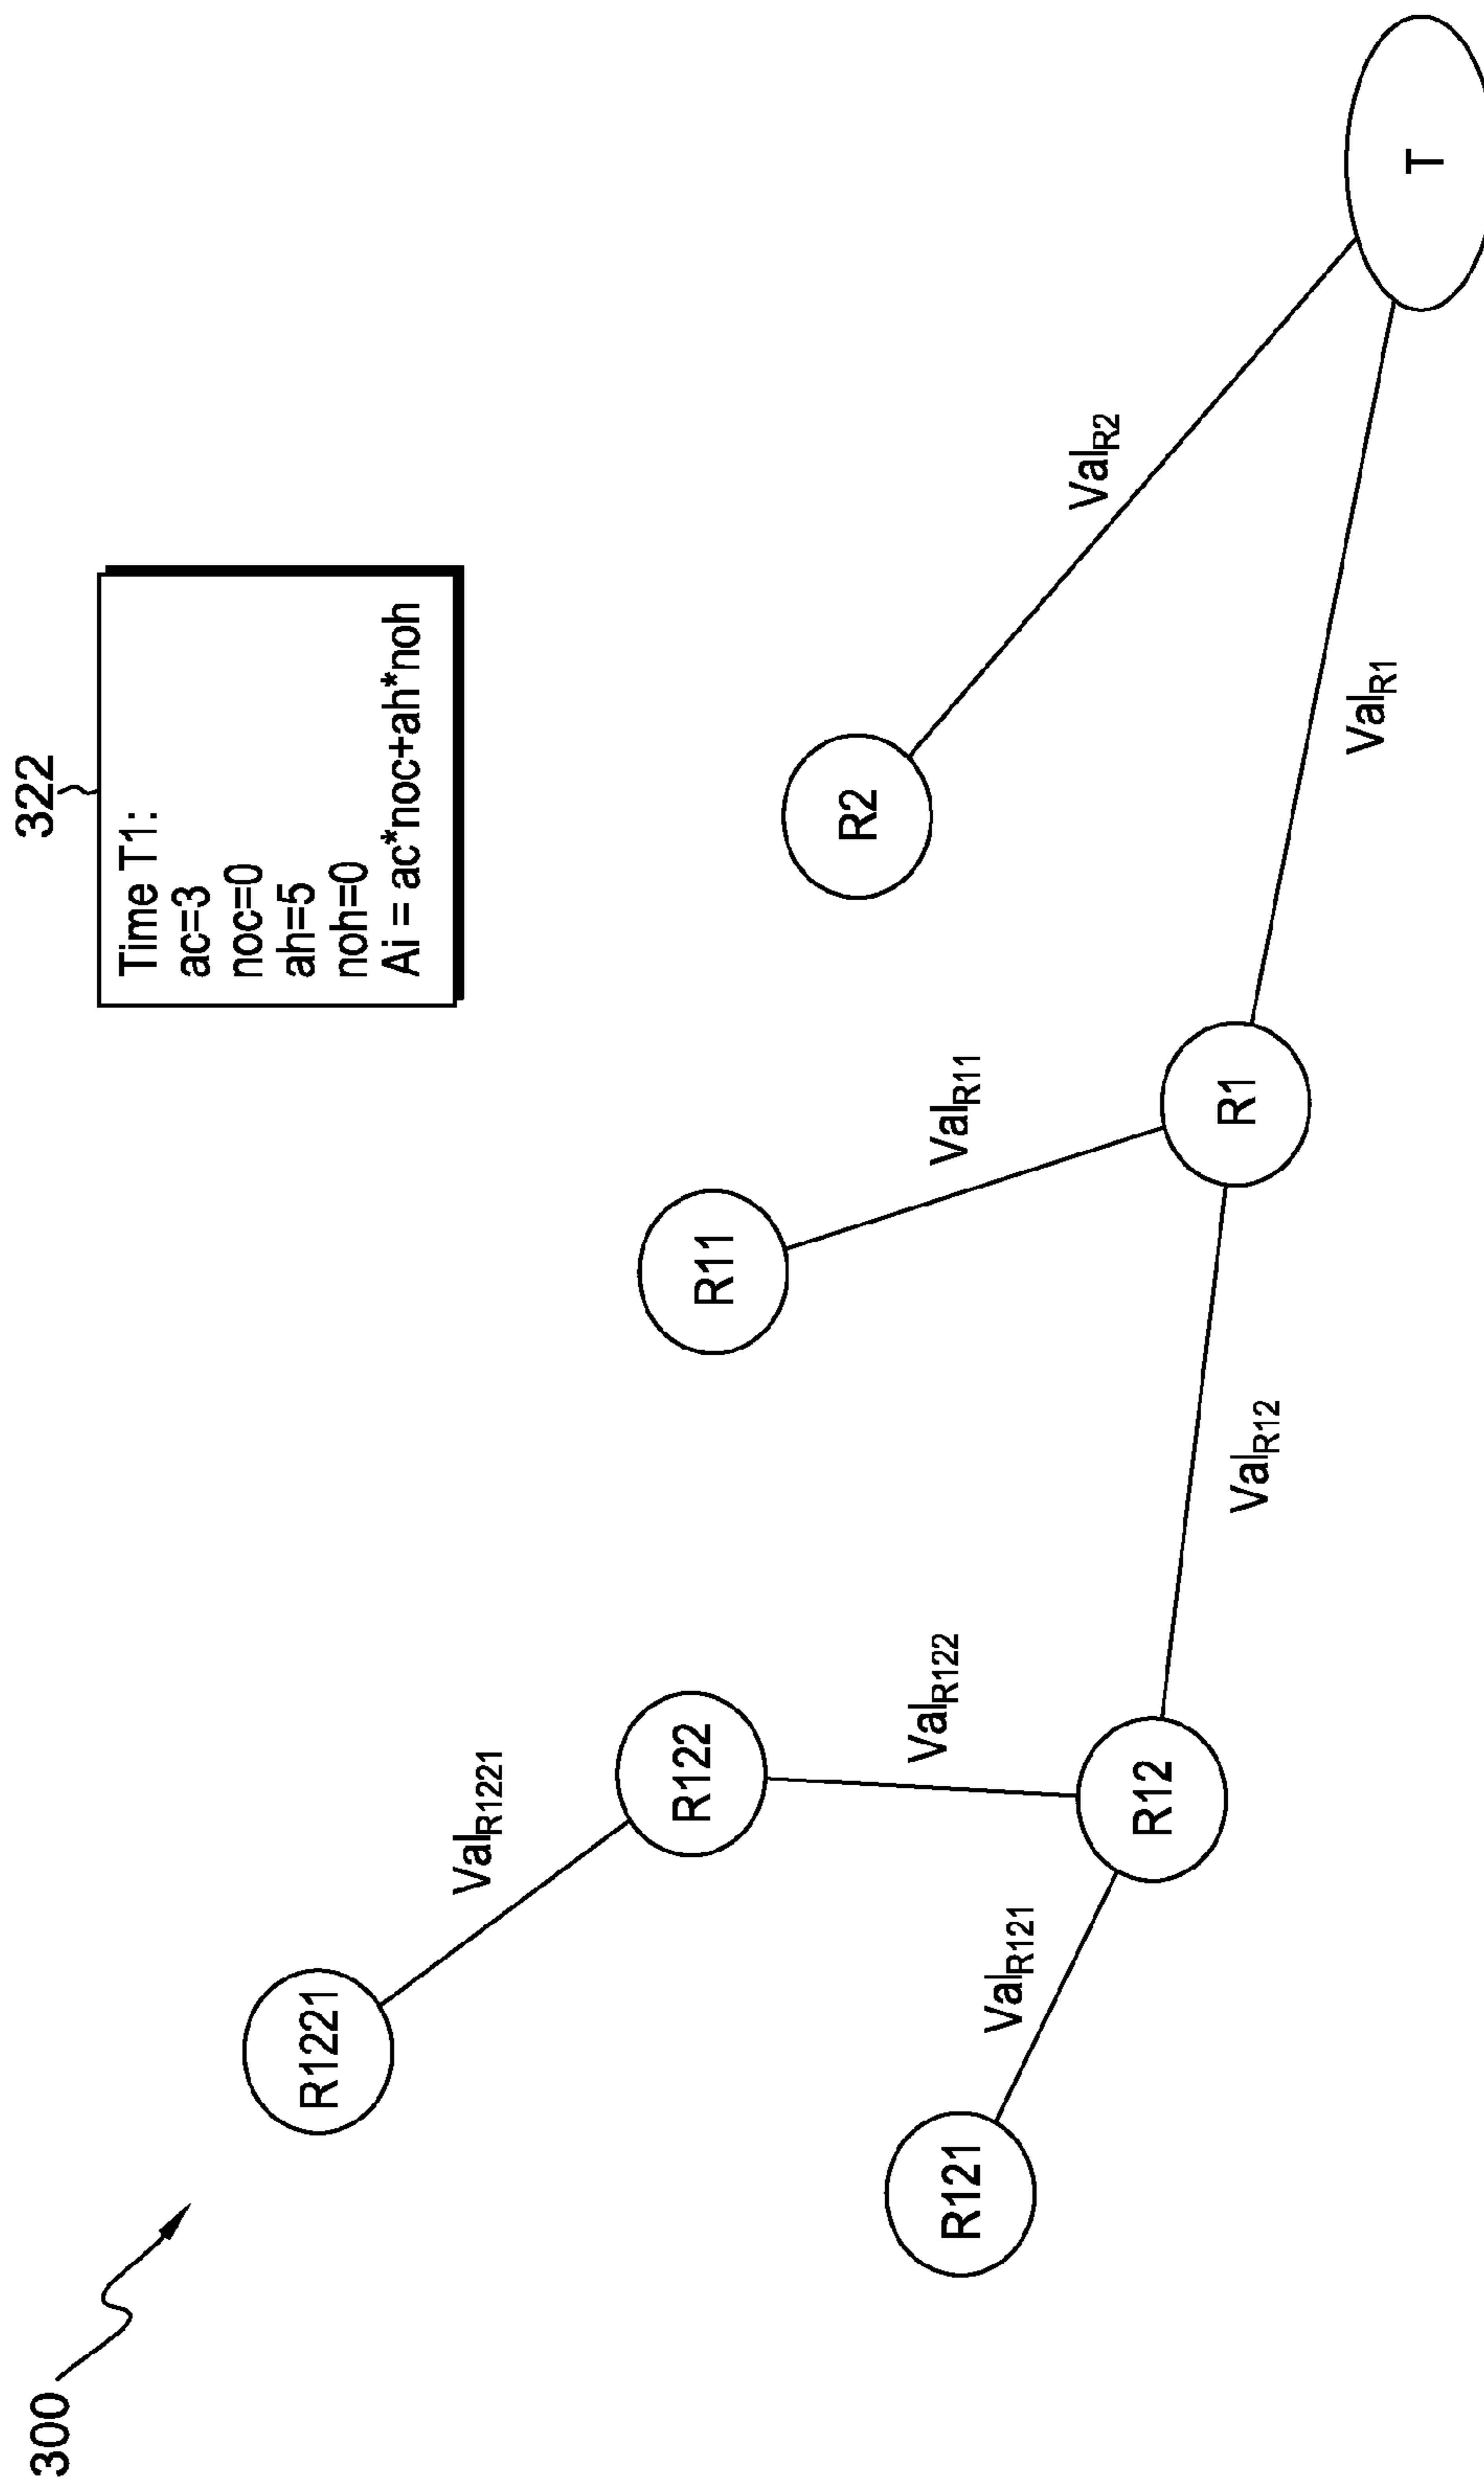 300
322
Time T1:
ac=3
noc=0
ah=5
noh=0
Ai = ac*noc+ah*noh
R1221
ValR1221
R122
ValR122
R121
ValR121
R12
ValR12
R11
ValR11
R1
ValR1
R2
ValR2
T